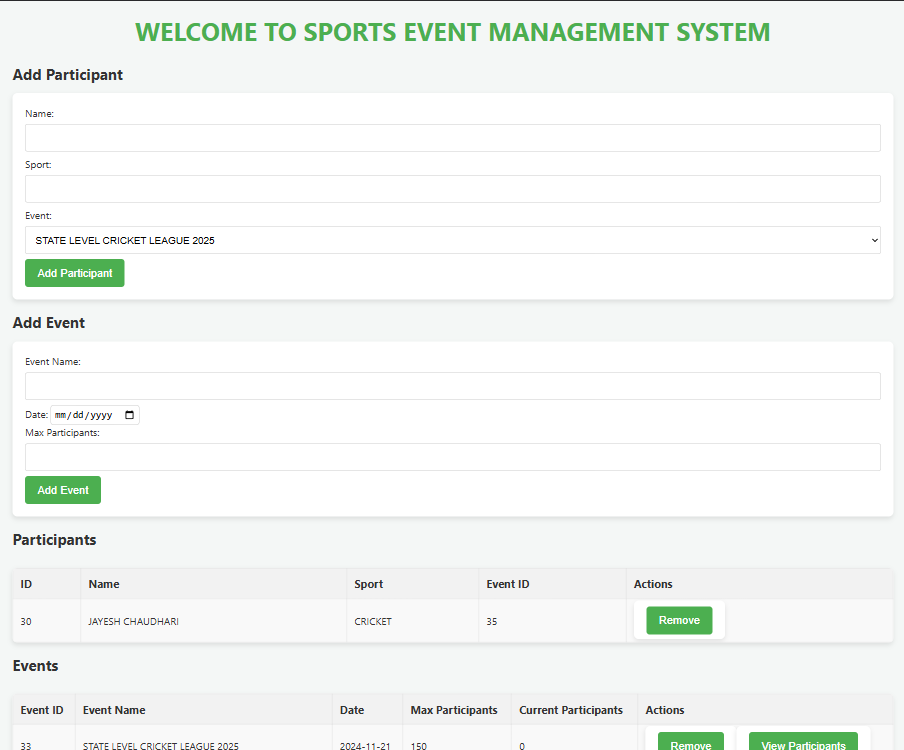 WELCOME TO SPORTS EVENT MANAGEMENT SYSTEM
Add Participant
Name:
Sport:
Event:
STATE LEVEL CRICKET LEAGUE 2025
Add Participant
Add Event
Event Name:
Date: mm/dd/yyyy
Max Participants:
Add Event
Participants
ID Name Sport Event ID Actions
30 JAYESH CHAUDHARI CRICKET 35 Remove
Events
Event ID Event Name Date Max Participants Current Participants Actions
33 STATE LEVEL CRICKET LEAGUE 2025 2024-11-21 150 0 Remove View Participants